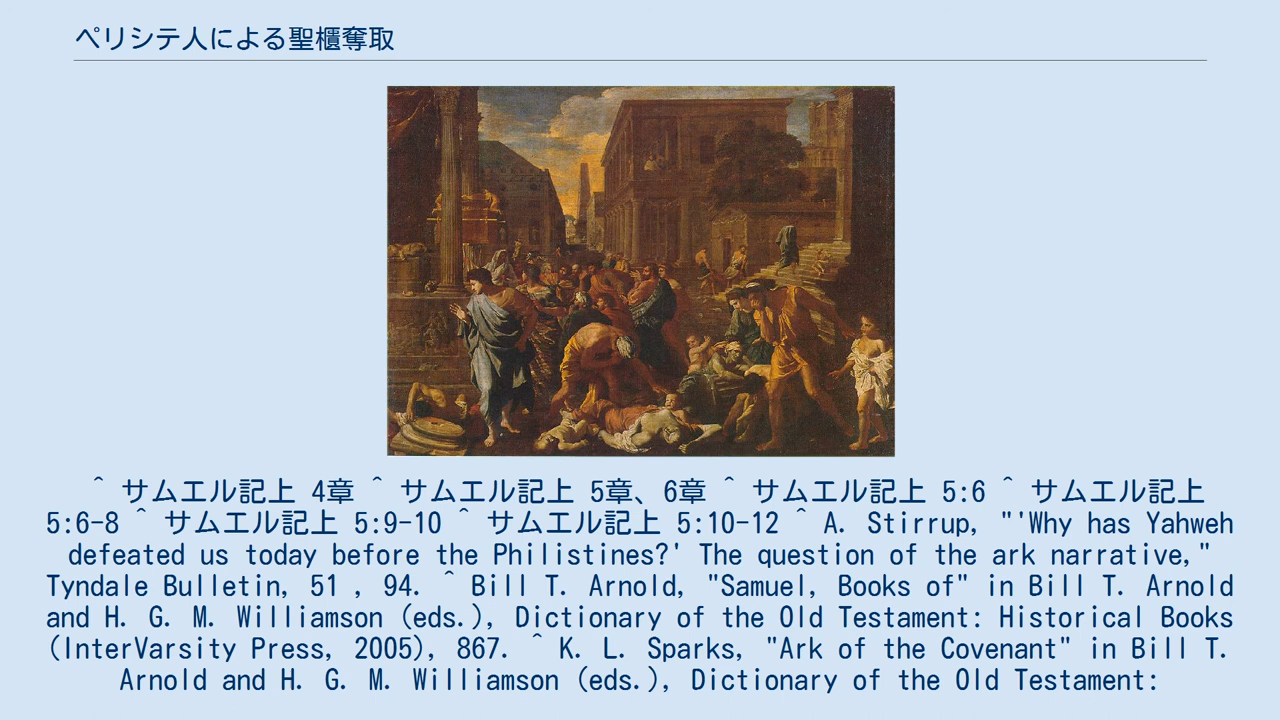 ペリシテ人による聖櫃奪取
^ サムエル記上 4章 ^ サムエル記上 5章、6章 ^ サムエル記上 5:6 ^ サムエル記上
5:6-8 ^ サムエル記上 5:9-10 ^ サムエル記上 5:10-12 ^ A. Stirrup, "'Why has Yahweh
defeated us today before the Philistines?' The question of the ark narrative,"
Tyndale Bulletin, 51 , 94. ^ Bill T. Arnold, "Samuel, Books of" in Bill T. Arnold
and H. G. M. Williamson (eds.), Dictionary of the Old Testament: Historical Books
(InterVarsity Press, 2005), 867. ^ K. L. Sparks, "Ark of the Covenant" in Bill T.
Arnold and H. G. M. Williamson (eds.), Dictionary of the Old Testament: